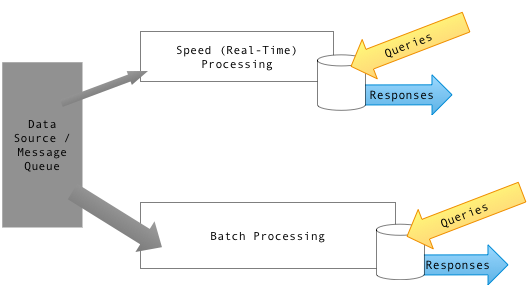 Data
Source /
Message
Queue
Speed (Real-Time)
Processing
Queries
Responses
Batch Processing
Queries
Responses